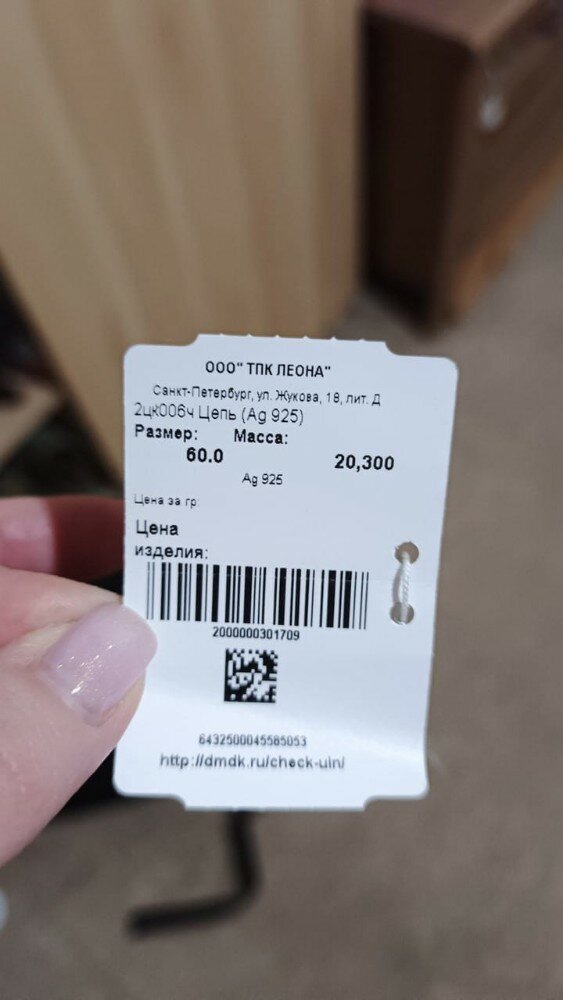 ООО" ТПК ЛЕОНА"
Санкт-Петербург, ул. Жукова, 18, лит. Д
2цк006ч Цепь (Ag 925)
Размер: Масса:
60.0 20,300
Ag 925
Цена за гр:
Цена
изделия:
2000000301709
6432500045585053
http://dmdk.ru/check-uin/